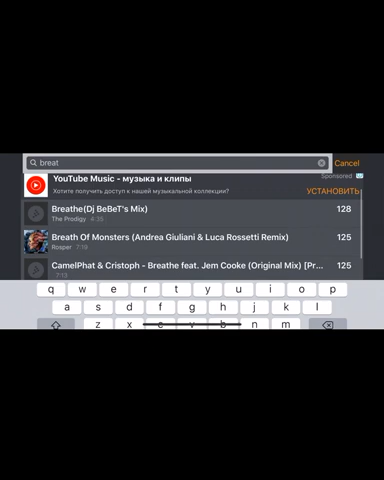 breat
Cancel
Sponsored
YouTube Music - музыка и клипы
Хотите получить доступ к нашей музыкальной коллекции?
УСТАНОВИТЬ
Breathe(Dj BeBeT's Mix)
128
The Prodigy 4:35
Breath Of Monsters (Andrea Giuliani & Luca Rossetti Remix)
125
Rosper 7:19
CamelPhat & Cristoph - Breathe feat. Jem Cooke (Original Mix) [Pr...
125
7:13
q w e r t y u i o p
a s d f g h j k l
z x c v b n m